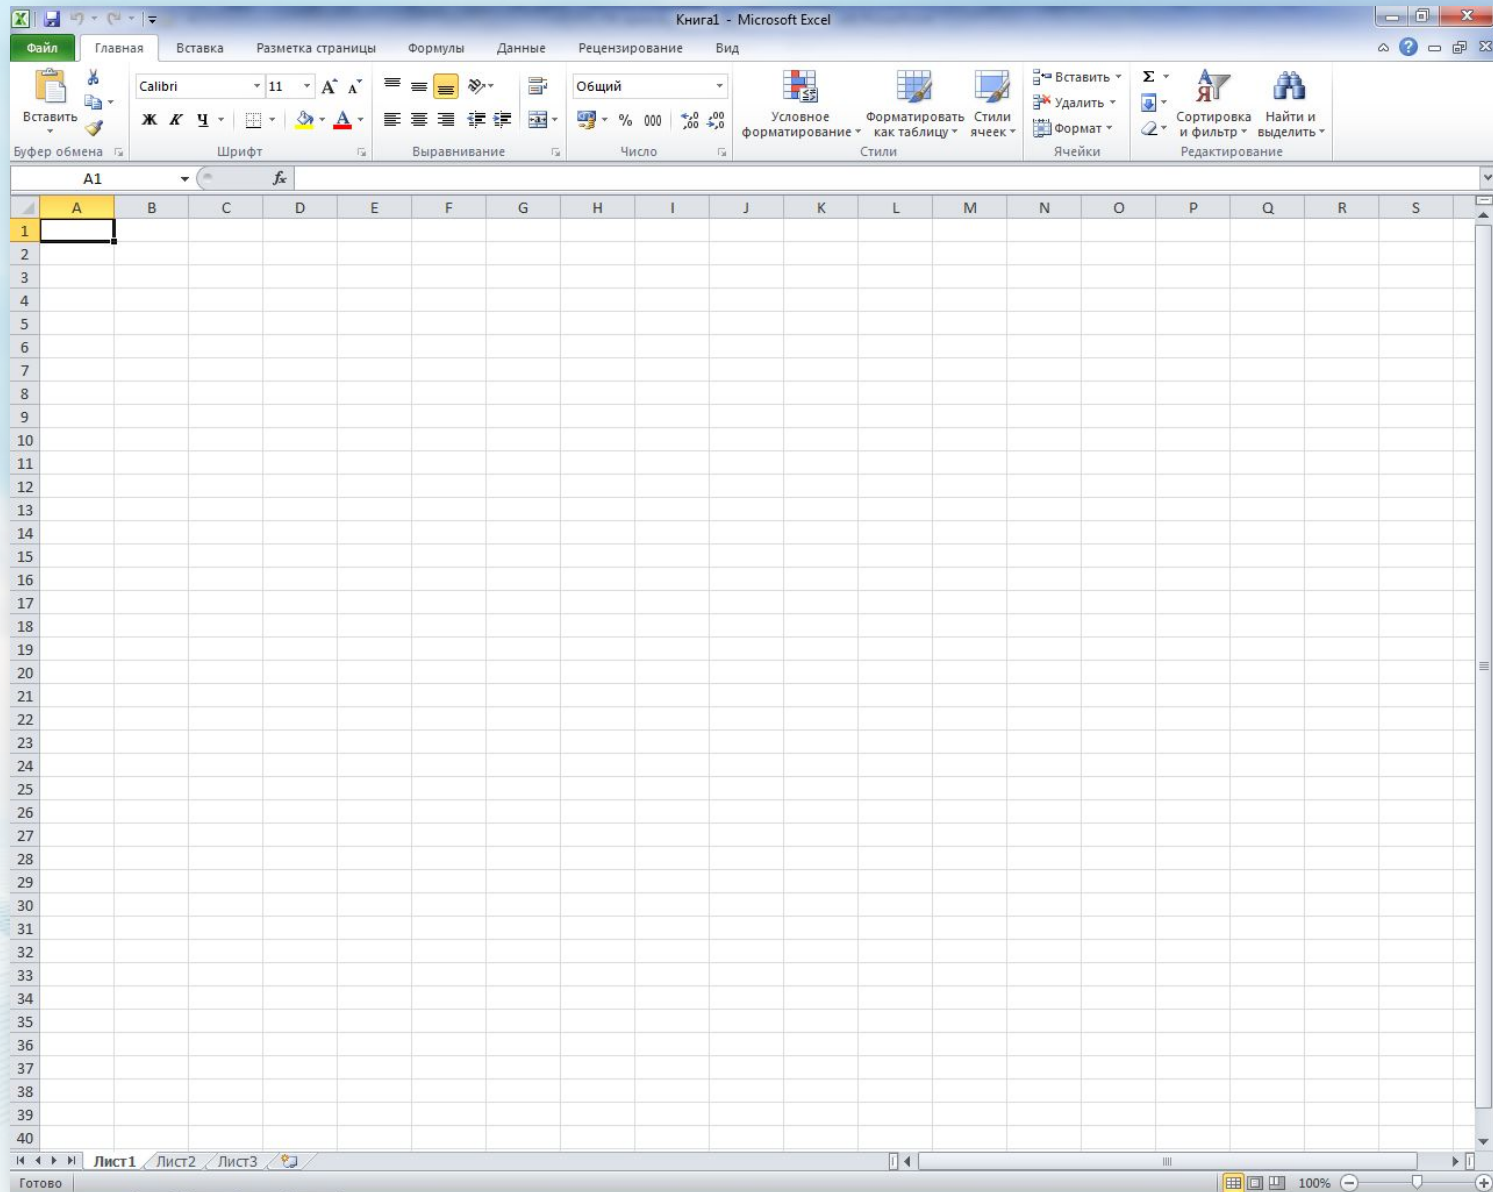 Книга1 - Microsoft Excel
Файл Главная Вставка Разметка страницы Формулы Данные Рецензирование Вид
Вставить
Буфер обмена
Calibri 11
Ж К Ч
Шрифт
Выравнивание
Общий
% 000
Число
Условное форматирование
Форматировать как таблицу
Стили ячеек
Стили
Вставить
Удалить
Формат
Ячейки
Σ
Сортировка и фильтр
Найти и выделить
Редактирование
A1 fx
A B C D E F G H I J K L M N O P Q R S
1
2
3
4
5
6
7
8
9
10
11
12
13
14
15
16
17
18
19
20
21
22
23
24
25
26
27
28
29
30
31
32
33
34
35
36
37
38
39
40
Лист1 Лист2 Лист3
Готово 100%